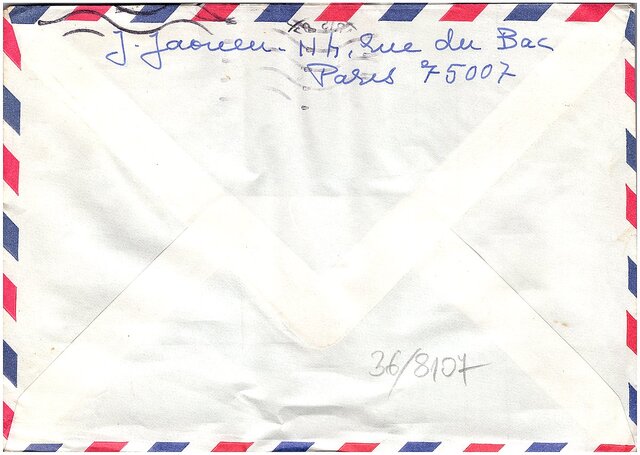 J. Jaouen. 44, rue du Bac
Paris 75007
36/8107